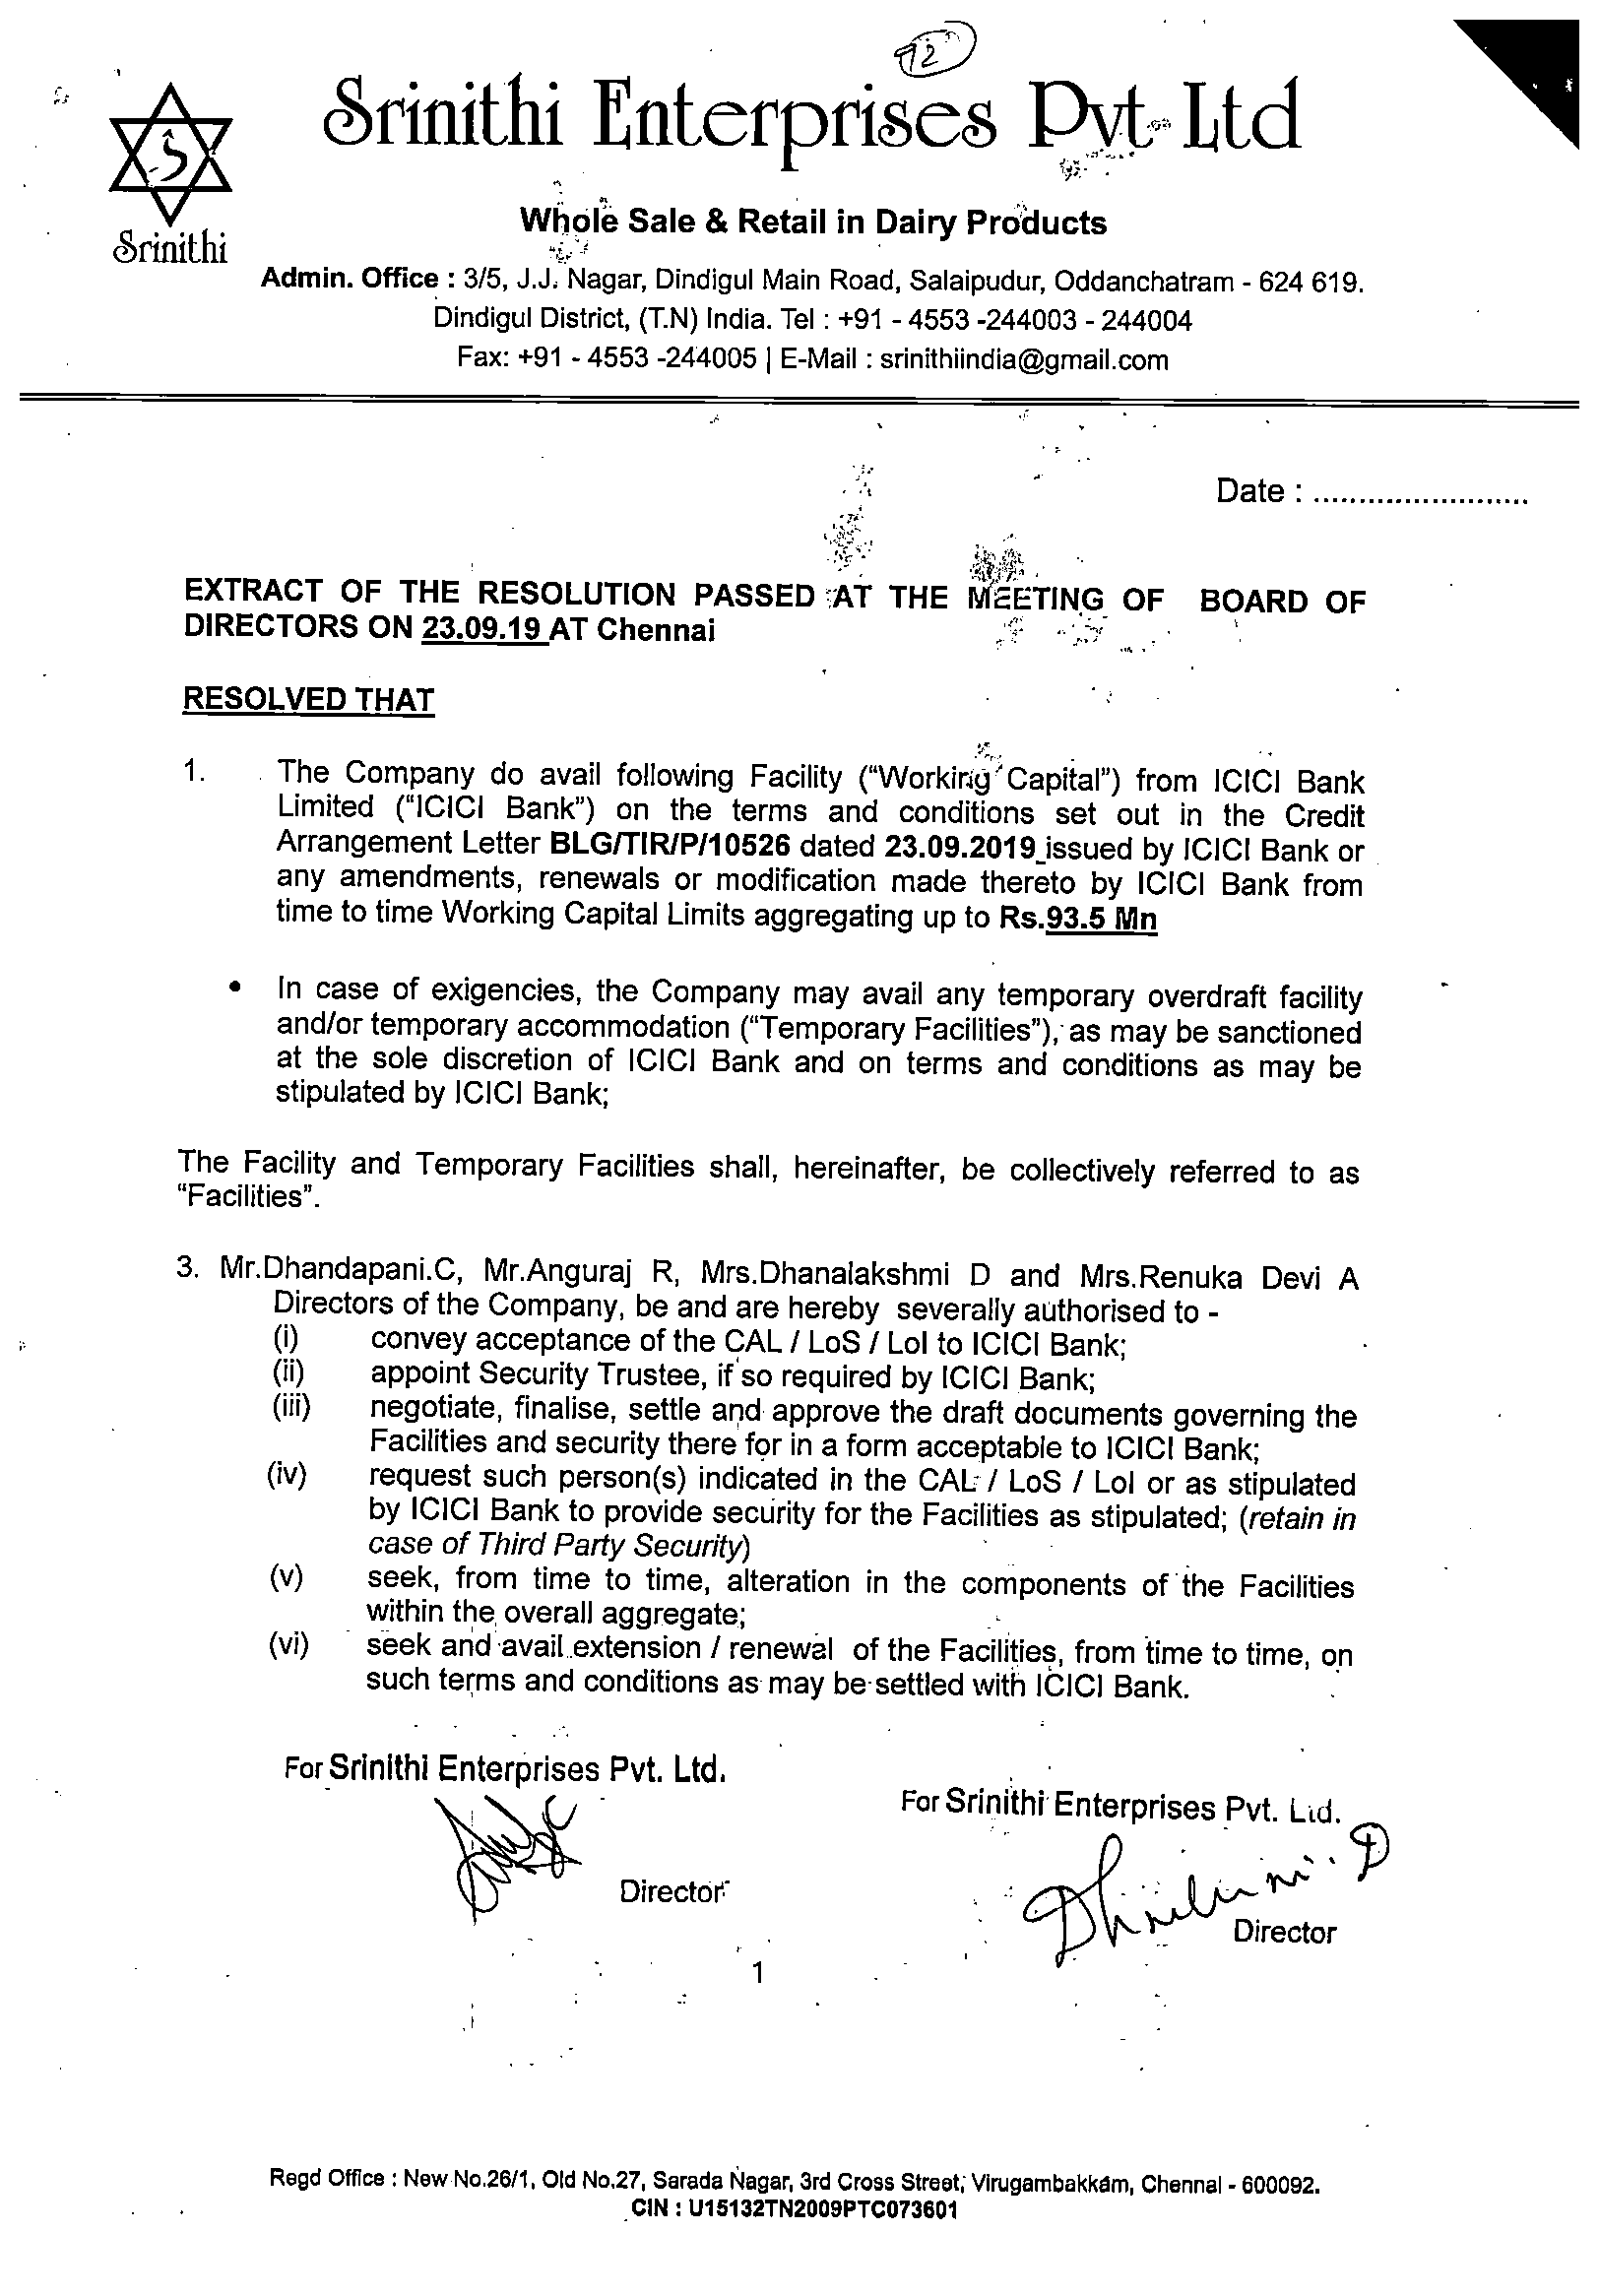 72
Srinithi Enterprises Pvt Ltd
S
Srinithi
Whole Sale & Retail in Dairy Products
Admin. Office : 3/5, J.J. Nagar, Dindigul Main Road, Salaipudur, Oddanchatram - 624 619.
Dindigul District, (T.N) India. Tel : +91 - 4553 -244003 - 244004
Fax: +91 - 4553 -244005 | E-Mail : srinithiindia@gmail.com
Date : ........................
EXTRACT OF THE RESOLUTION PASSED AT THE MEETING OF BOARD OF
DIRECTORS ON 23.09.19 AT Chennai
RESOLVED THAT
1. The Company do avail following Facility (“Working Capital”) from ICICI Bank
Limited (“ICICI Bank”) on the terms and conditions set out in the Credit
Arrangement Letter BLG/TIR/P/10526 dated 23.09.2019 issued by ICICI Bank or
any amendments, renewals or modification made thereto by ICICI Bank from
time to time Working Capital Limits aggregating up to Rs.93.5 Mn
• In case of exigencies, the Company may avail any temporary overdraft facility
and/or temporary accommodation (“Temporary Facilities”), as may be sanctioned
at the sole discretion of ICICI Bank and on terms and conditions as may be
stipulated by ICICI Bank;
The Facility and Temporary Facilities shall, hereinafter, be collectively referred to as
“Facilities”.
3. Mr.Dhandapani.C, Mr.Anguraj R, Mrs.Dhanalakshmi D and Mrs.Renuka Devi A
Directors of the Company, be and are hereby severally authorised to -
(i) convey acceptance of the CAL / LoS / LoI to ICICI Bank;
(ii) appoint Security Trustee, if so required by ICICI Bank;
(iii) negotiate, finalise, settle and approve the draft documents governing the
Facilities and security there for in a form acceptable to ICICI Bank;
(iv) request such person(s) indicated in the CAL / LoS / LoI or as stipulated
by ICICI Bank to provide security for the Facilities as stipulated; (retain in
case of Third Party Security)
(v) seek, from time to time, alteration in the components of the Facilities
within the overall aggregate;
(vi) seek and avail extension / renewal of the Facilities, from time to time, on
such terms and conditions as may be settled with ICICI Bank.
For Srinithi Enterprises Pvt. Ltd.
Director
For Srinithi Enterprises Pvt. Ltd.
Director
1
Regd Office : New No.26/1, Old No.27, Sarada Nagar, 3rd Cross Street, Virugambakkam, Chennai - 600092.
CIN : U15132TN2009PTC073601